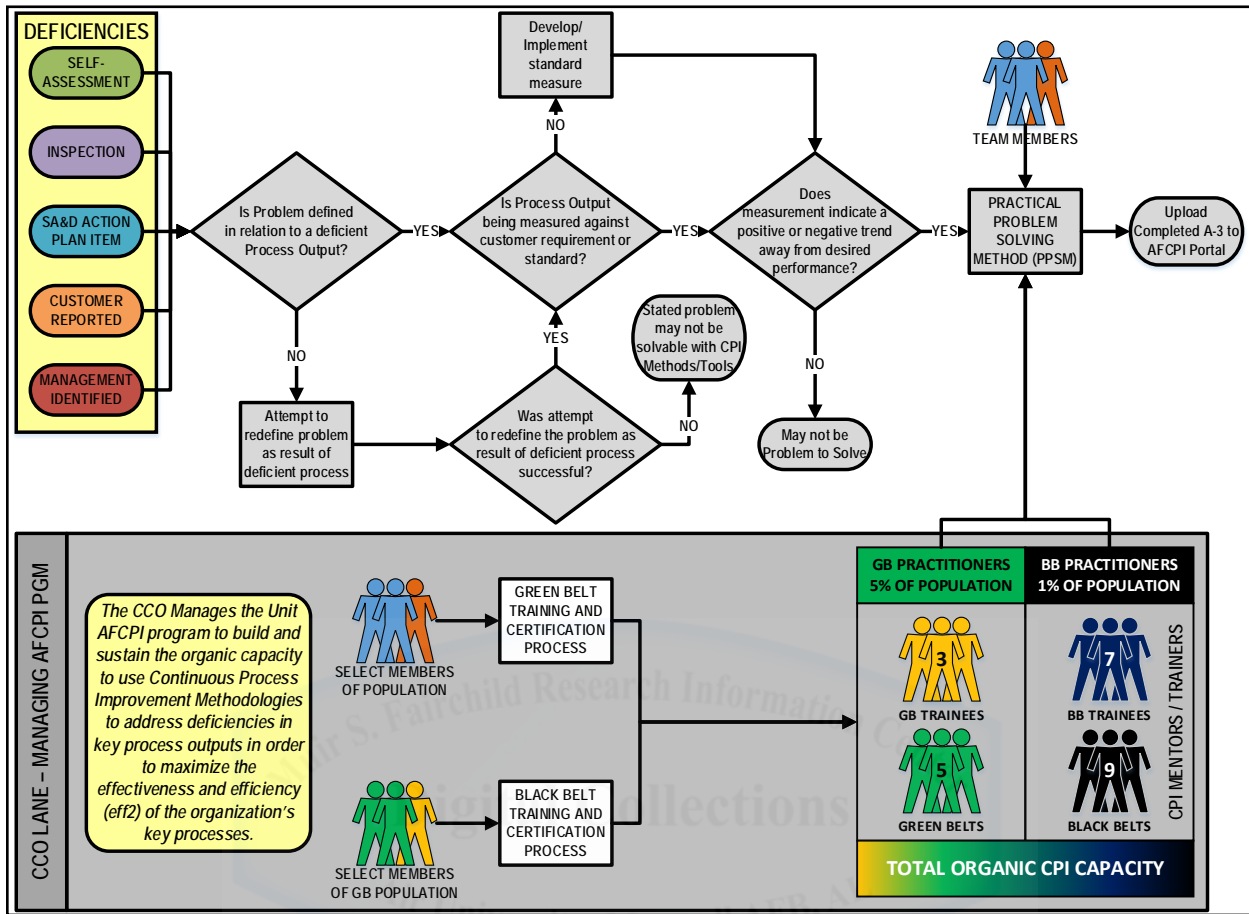 DEFICIENCIES
SELF-
ASSESSMENT
INSPECTION
SA&D ACTION
PLAN ITEM
CUSTOMER
REPORTED
MANAGEMENT
IDENTIFIED
Is Problem defined
in relation to a deficient
Process Output?
YES
NO
Attempt to
redefine problem
as result of
deficient process
Develop/
Implement
standard
measure
NO
Is Process Output
being measured against
customer requirement or
standard?
YES
YES
Was attempt
to redefine the problem as
result of deficient process
successful?
NO
Stated problem
may not be
solvable with CPI
Methods/Tools
Does
measurement indicate a
positive or negative trend
away from desired
performance?
YES
NO
May not be
Problem to Solve
TEAM MEMBERS
PRACTICAL
PROBLEM
SOLVING
METHOD (PPSM)
Upload
Completed A-3 to
AFCPI Portal
CCO LANE – MANAGING AFCPI PGM
The CCO Manages the Unit
AFCPI program to build and
sustain the organic capacity
to use Continuous Process
Improvement Methodologies
to address deficiencies in
key process outputs in order
to maximize the
effectiveness and efficiency
(eff2) of the organization's
key processes.
SELECT MEMBERS
OF POPULATION
GREEN BELT
TRAINING AND
CERTIFICATION
PROCESS
SELECT MEMBERS
OF GB POPULATION
BLACK BELT
TRAINING AND
CERTIFICATION
PROCESS
GB PRACTITIONERS
5% OF POPULATION
BB PRACTITIONERS
1% OF POPULATION
3
GB TRAINEES
7
BB TRAINEES
5
GREEN BELTS
9
BLACK BELTS
CPI MENTORS / TRAINERS
TOTAL ORGANIC CPI CAPACITY
Muir S. Fairchild Research Information
Digital Collections